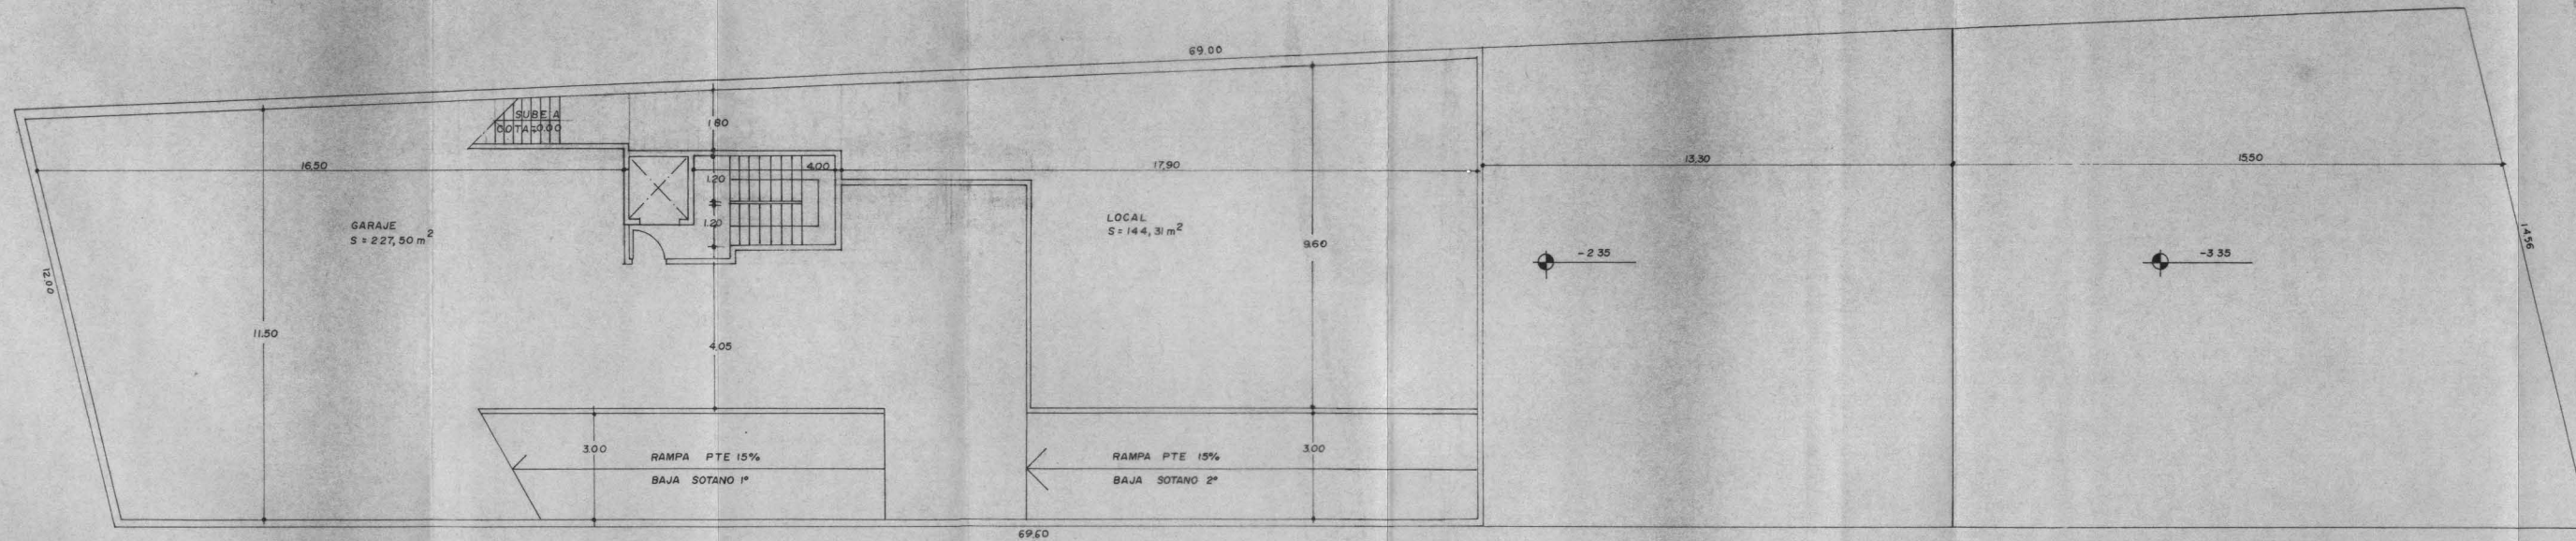 69.00
SUBE A
COTA ±0.00
1.80
16.50
4.00
17.90
13.30
15.50
1.20
1.20
GARAJE
S = 227,50 m²
LOCAL
S = 144,31 m²
9.60
-2 35
-3 35
14.56
12.00
11.50
4.05
3.00
RAMPA PTE 15%
BAJA SOTANO 1º
RAMPA PTE 15%
BAJA SOTANO 2º
3.00
69.60